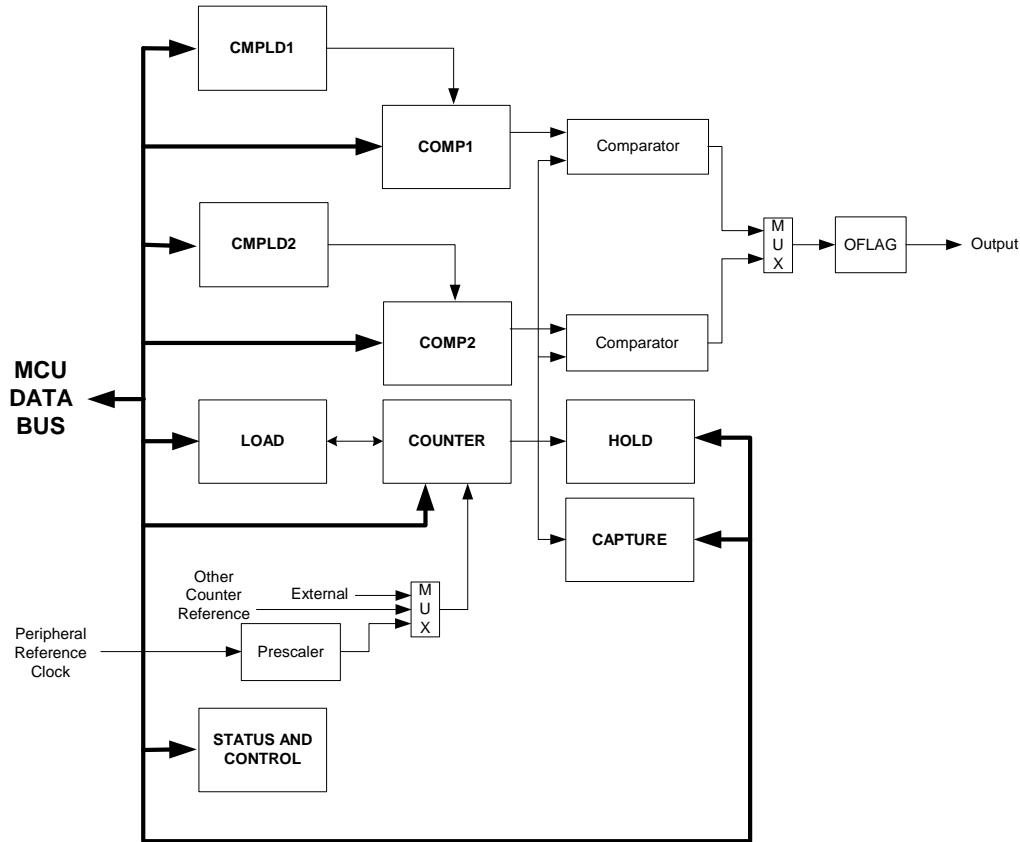 CMPLD1
COMP1
Comparator
CMPLD2
M
U
X
OFLAG
Output
COMP2
Comparator
MCU
DATA
BUS
LOAD
COUNTER
HOLD
CAPTURE
Other
Counter
Reference
External
M
U
X
Peripheral
Reference
Clock
Prescaler
STATUS AND
CONTROL